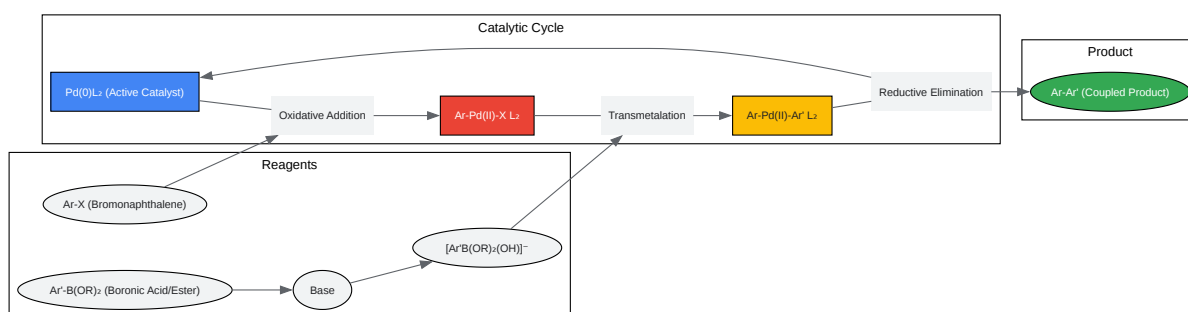 Catalytic Cycle
Product
Pd(0)L₂ (Active Catalyst)
Oxidative Addition
Ar-Pd(II)-X L₂
Transmetalation
Ar-Pd(II)-Ar' L₂
Reductive Elimination
Ar-Ar' (Coupled Product)
Reagents
Ar-X (Bromonaphthalene)
[Ar'B(OR)₂(OH)]⁻
Ar'-B(OR)₂ (Boronic Acid/Ester)
Base